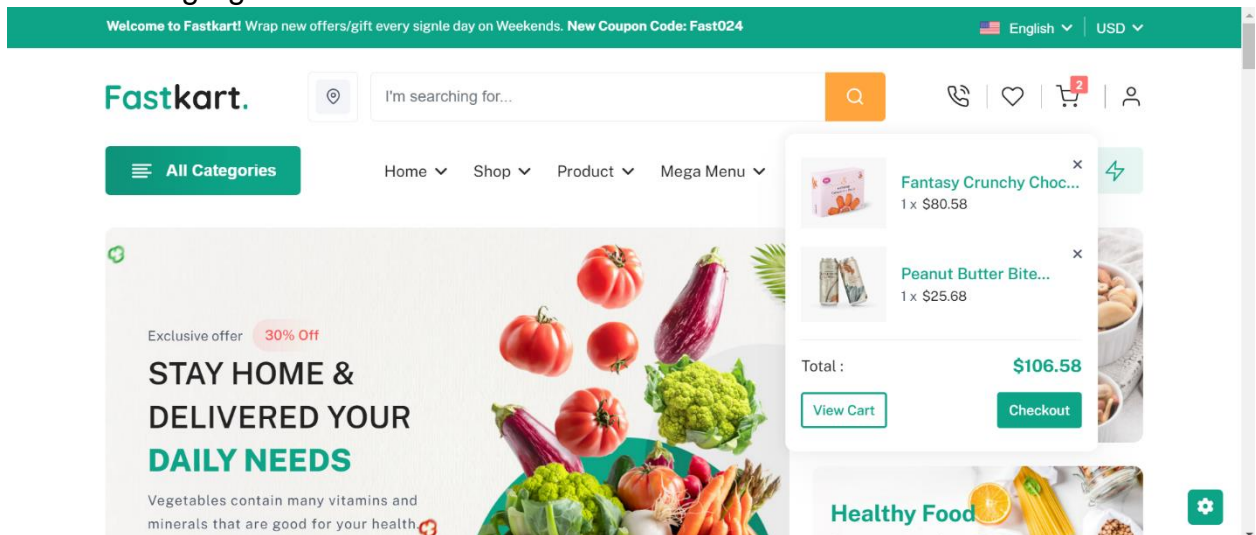 Welcome to Fastkart! Wrap new offers/gift every signle day on Weekends. New Coupon Code: Fast024
English
USD
Fastkart.
I'm searching for...
2
All Categories
Home
Shop
Product
Mega Menu
Fantasy Crunchy Choc...
1 x $80.58
Peanut Butter Bite...
1 x $25.68
Total :
$106.58
View Cart
Checkout
Exclusive offer 30% Off
STAY HOME &
DELIVERED YOUR
DAILY NEEDS
Vegetables contain many vitamins and
minerals that are good for your health.
Healthy Food